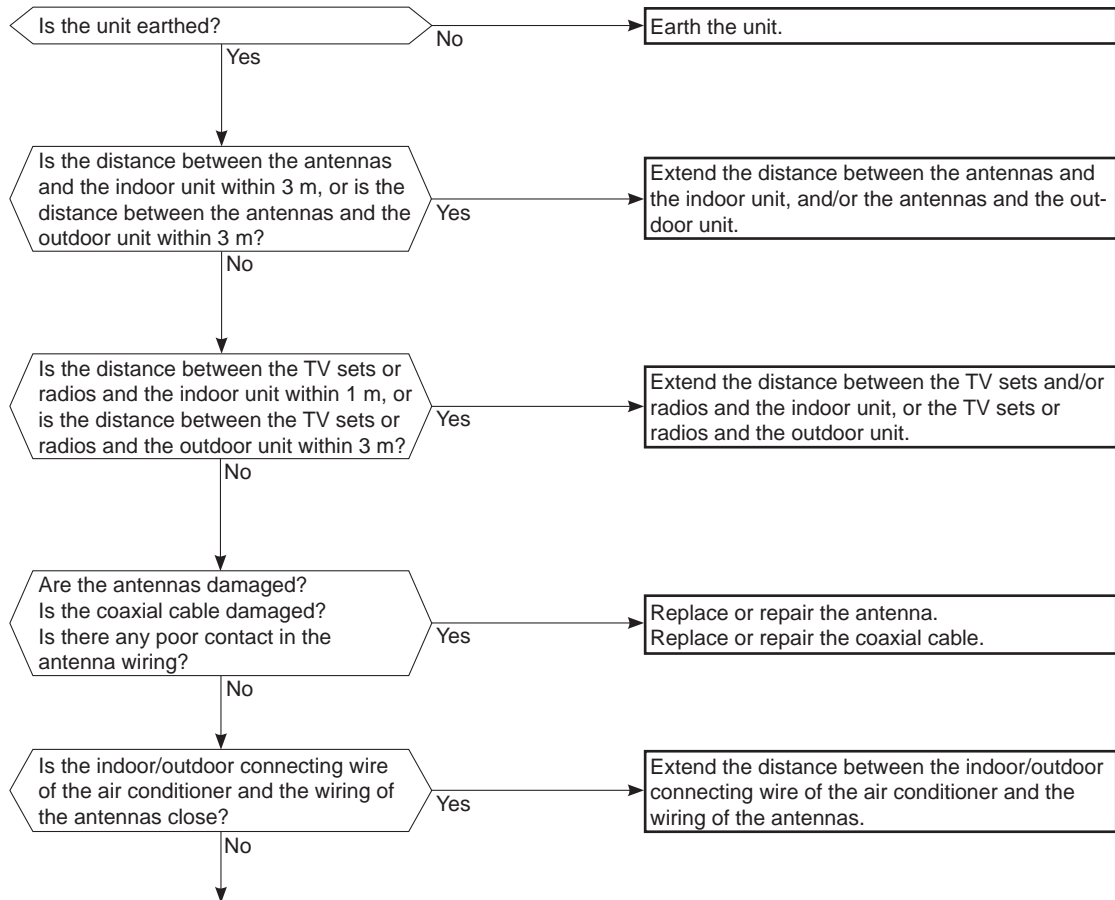 Is the unit earthed?
No
Earth the unit.
Yes
Is the distance between the antennas
and the indoor unit within 3 m, or is the
distance between the antennas and the
outdoor unit within 3 m?
Yes
Extend the distance between the antennas and
the indoor unit, and/or the antennas and the out-
door unit.
No
Is the distance between the TV sets or
radios and the indoor unit within 1 m, or
is the distance between the TV sets or
radios and the outdoor unit within 3 m?
Yes
Extend the distance between the TV sets and/or
radios and the indoor unit, or the TV sets or
radios and the outdoor unit.
No
Are the antennas damaged?
Is the coaxial cable damaged?
Is there any poor contact in the
antenna wiring?
Yes
Replace or repair the antenna.
Replace or repair the coaxial cable.
No
Is the indoor/outdoor connecting wire
of the air conditioner and the wiring of
the antennas close?
Yes
Extend the distance between the indoor/outdoor
connecting wire of the air conditioner and the
wiring of the antennas.
No